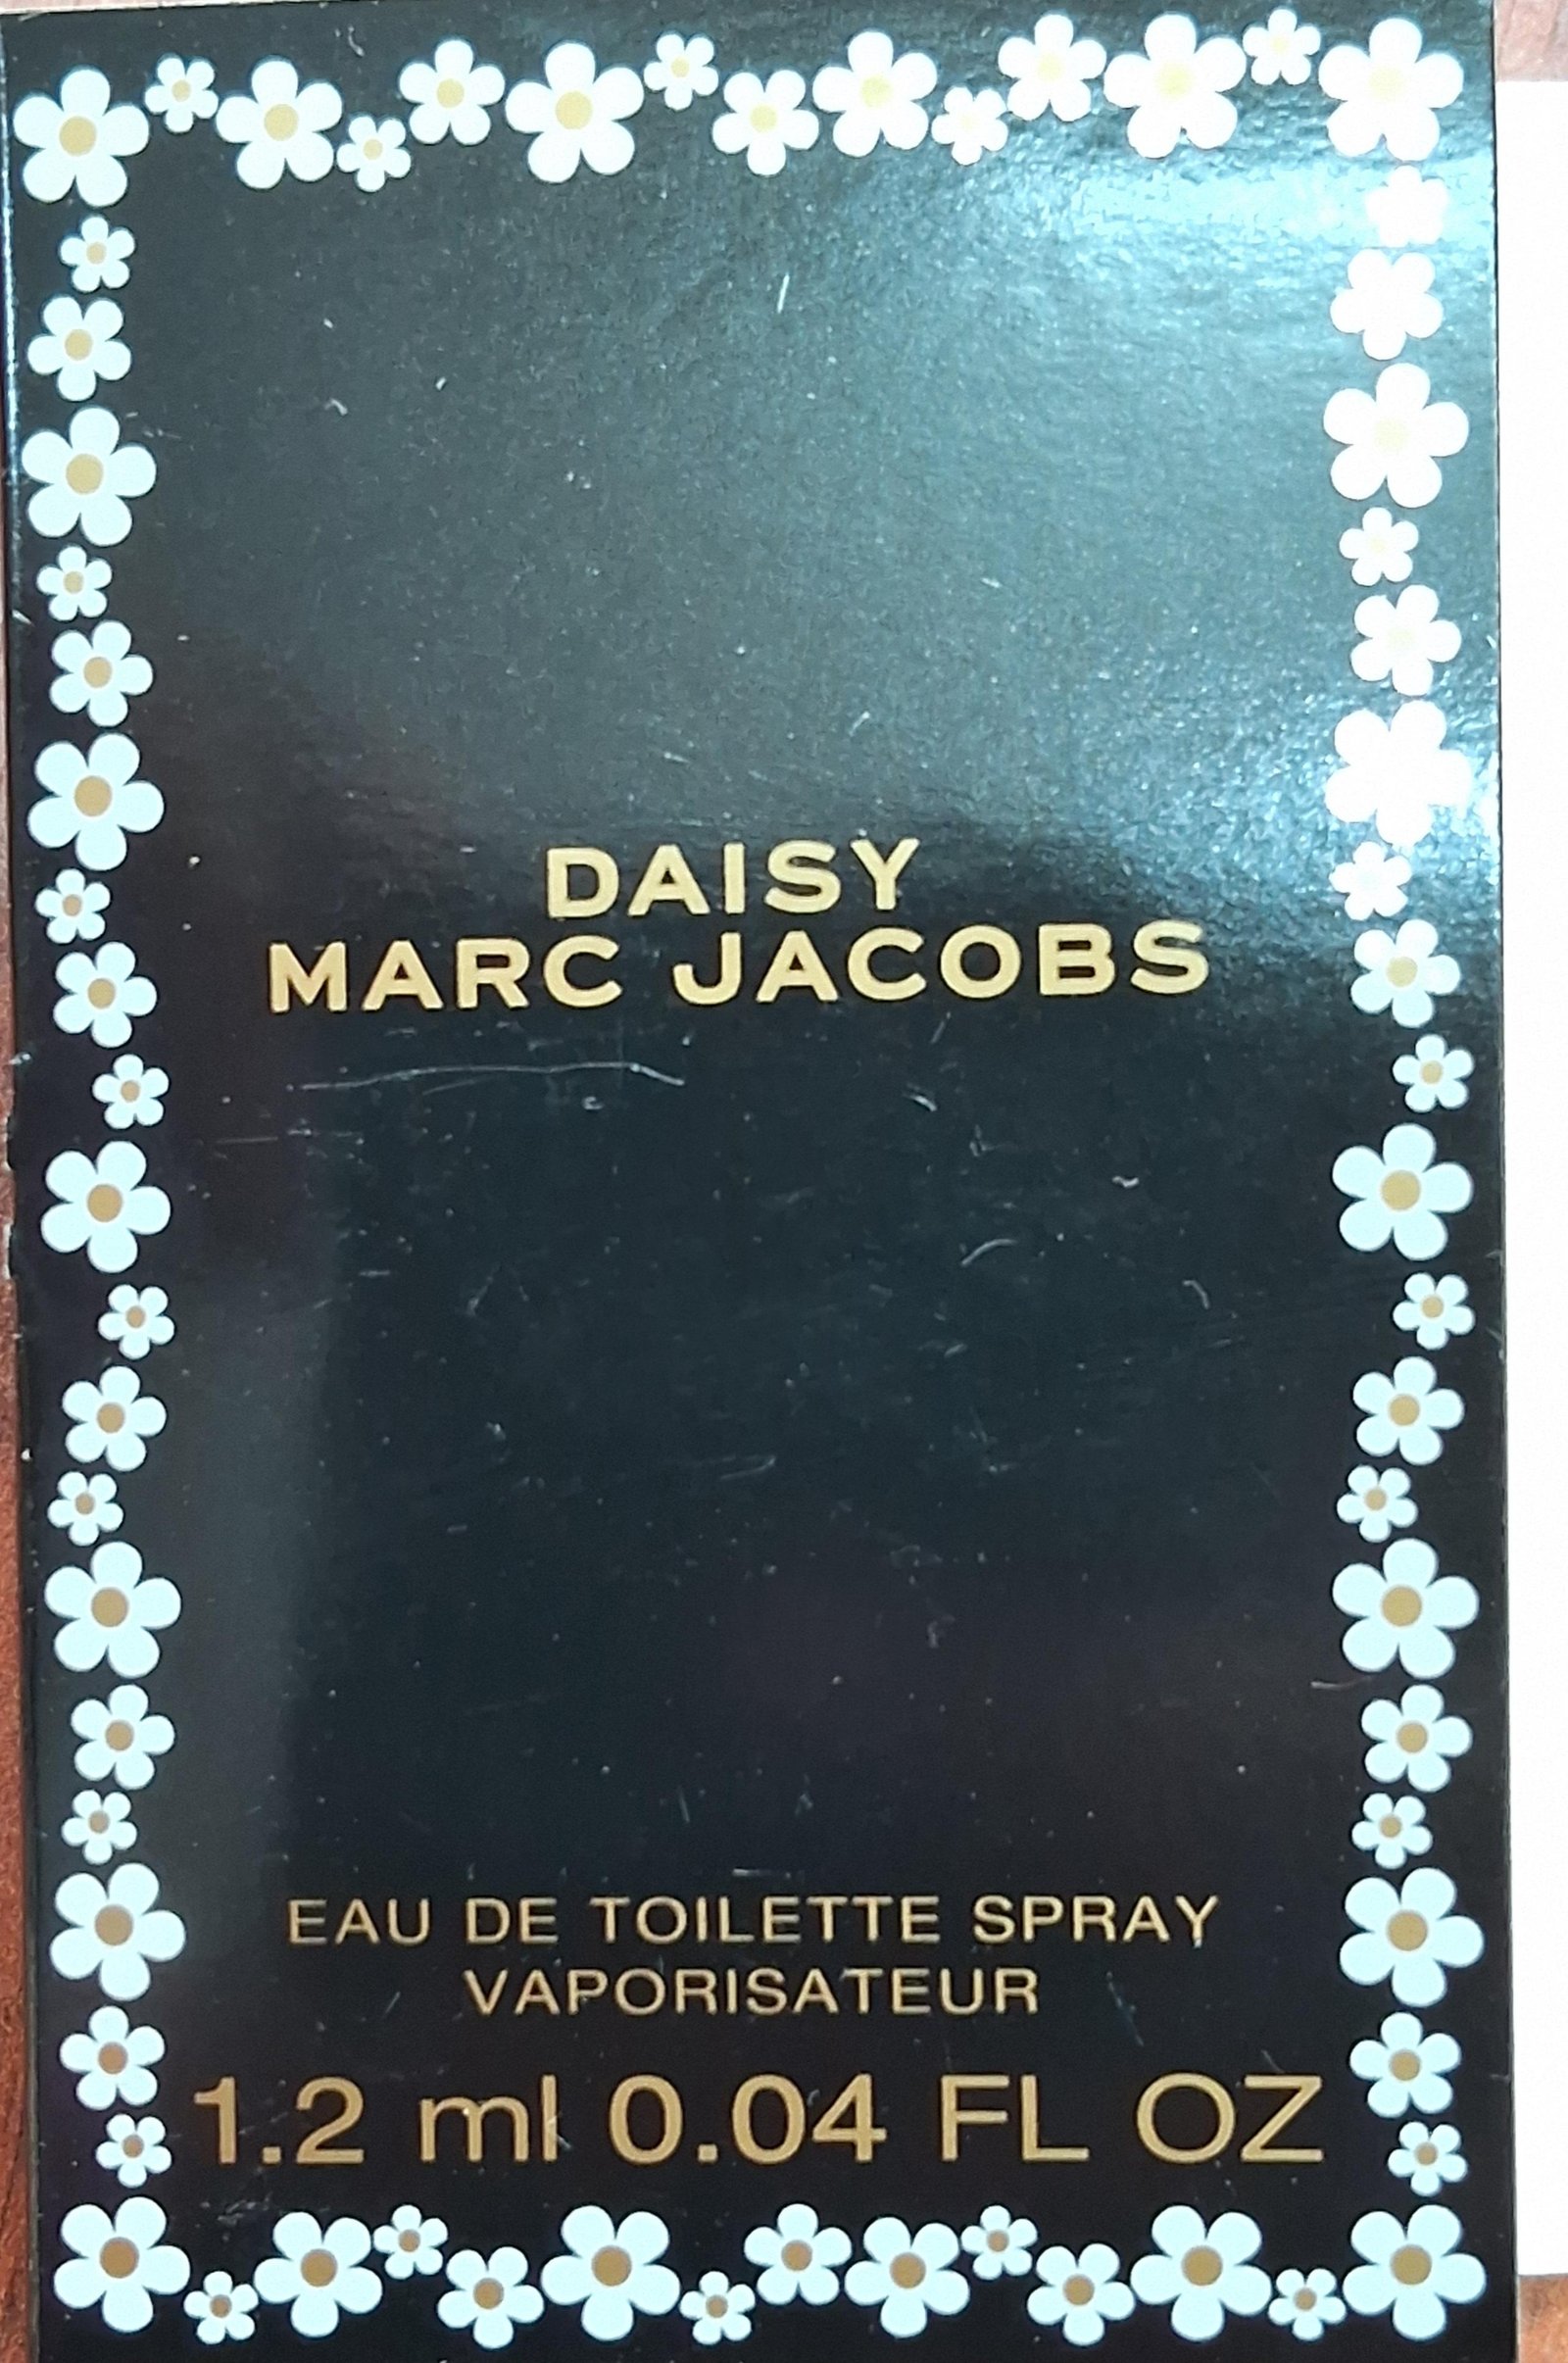 DAISY
MARC JACOBS
EAU DE TOILETTE SPRAY
VAPORISATEUR
1.2 ml 0.04 FL OZ